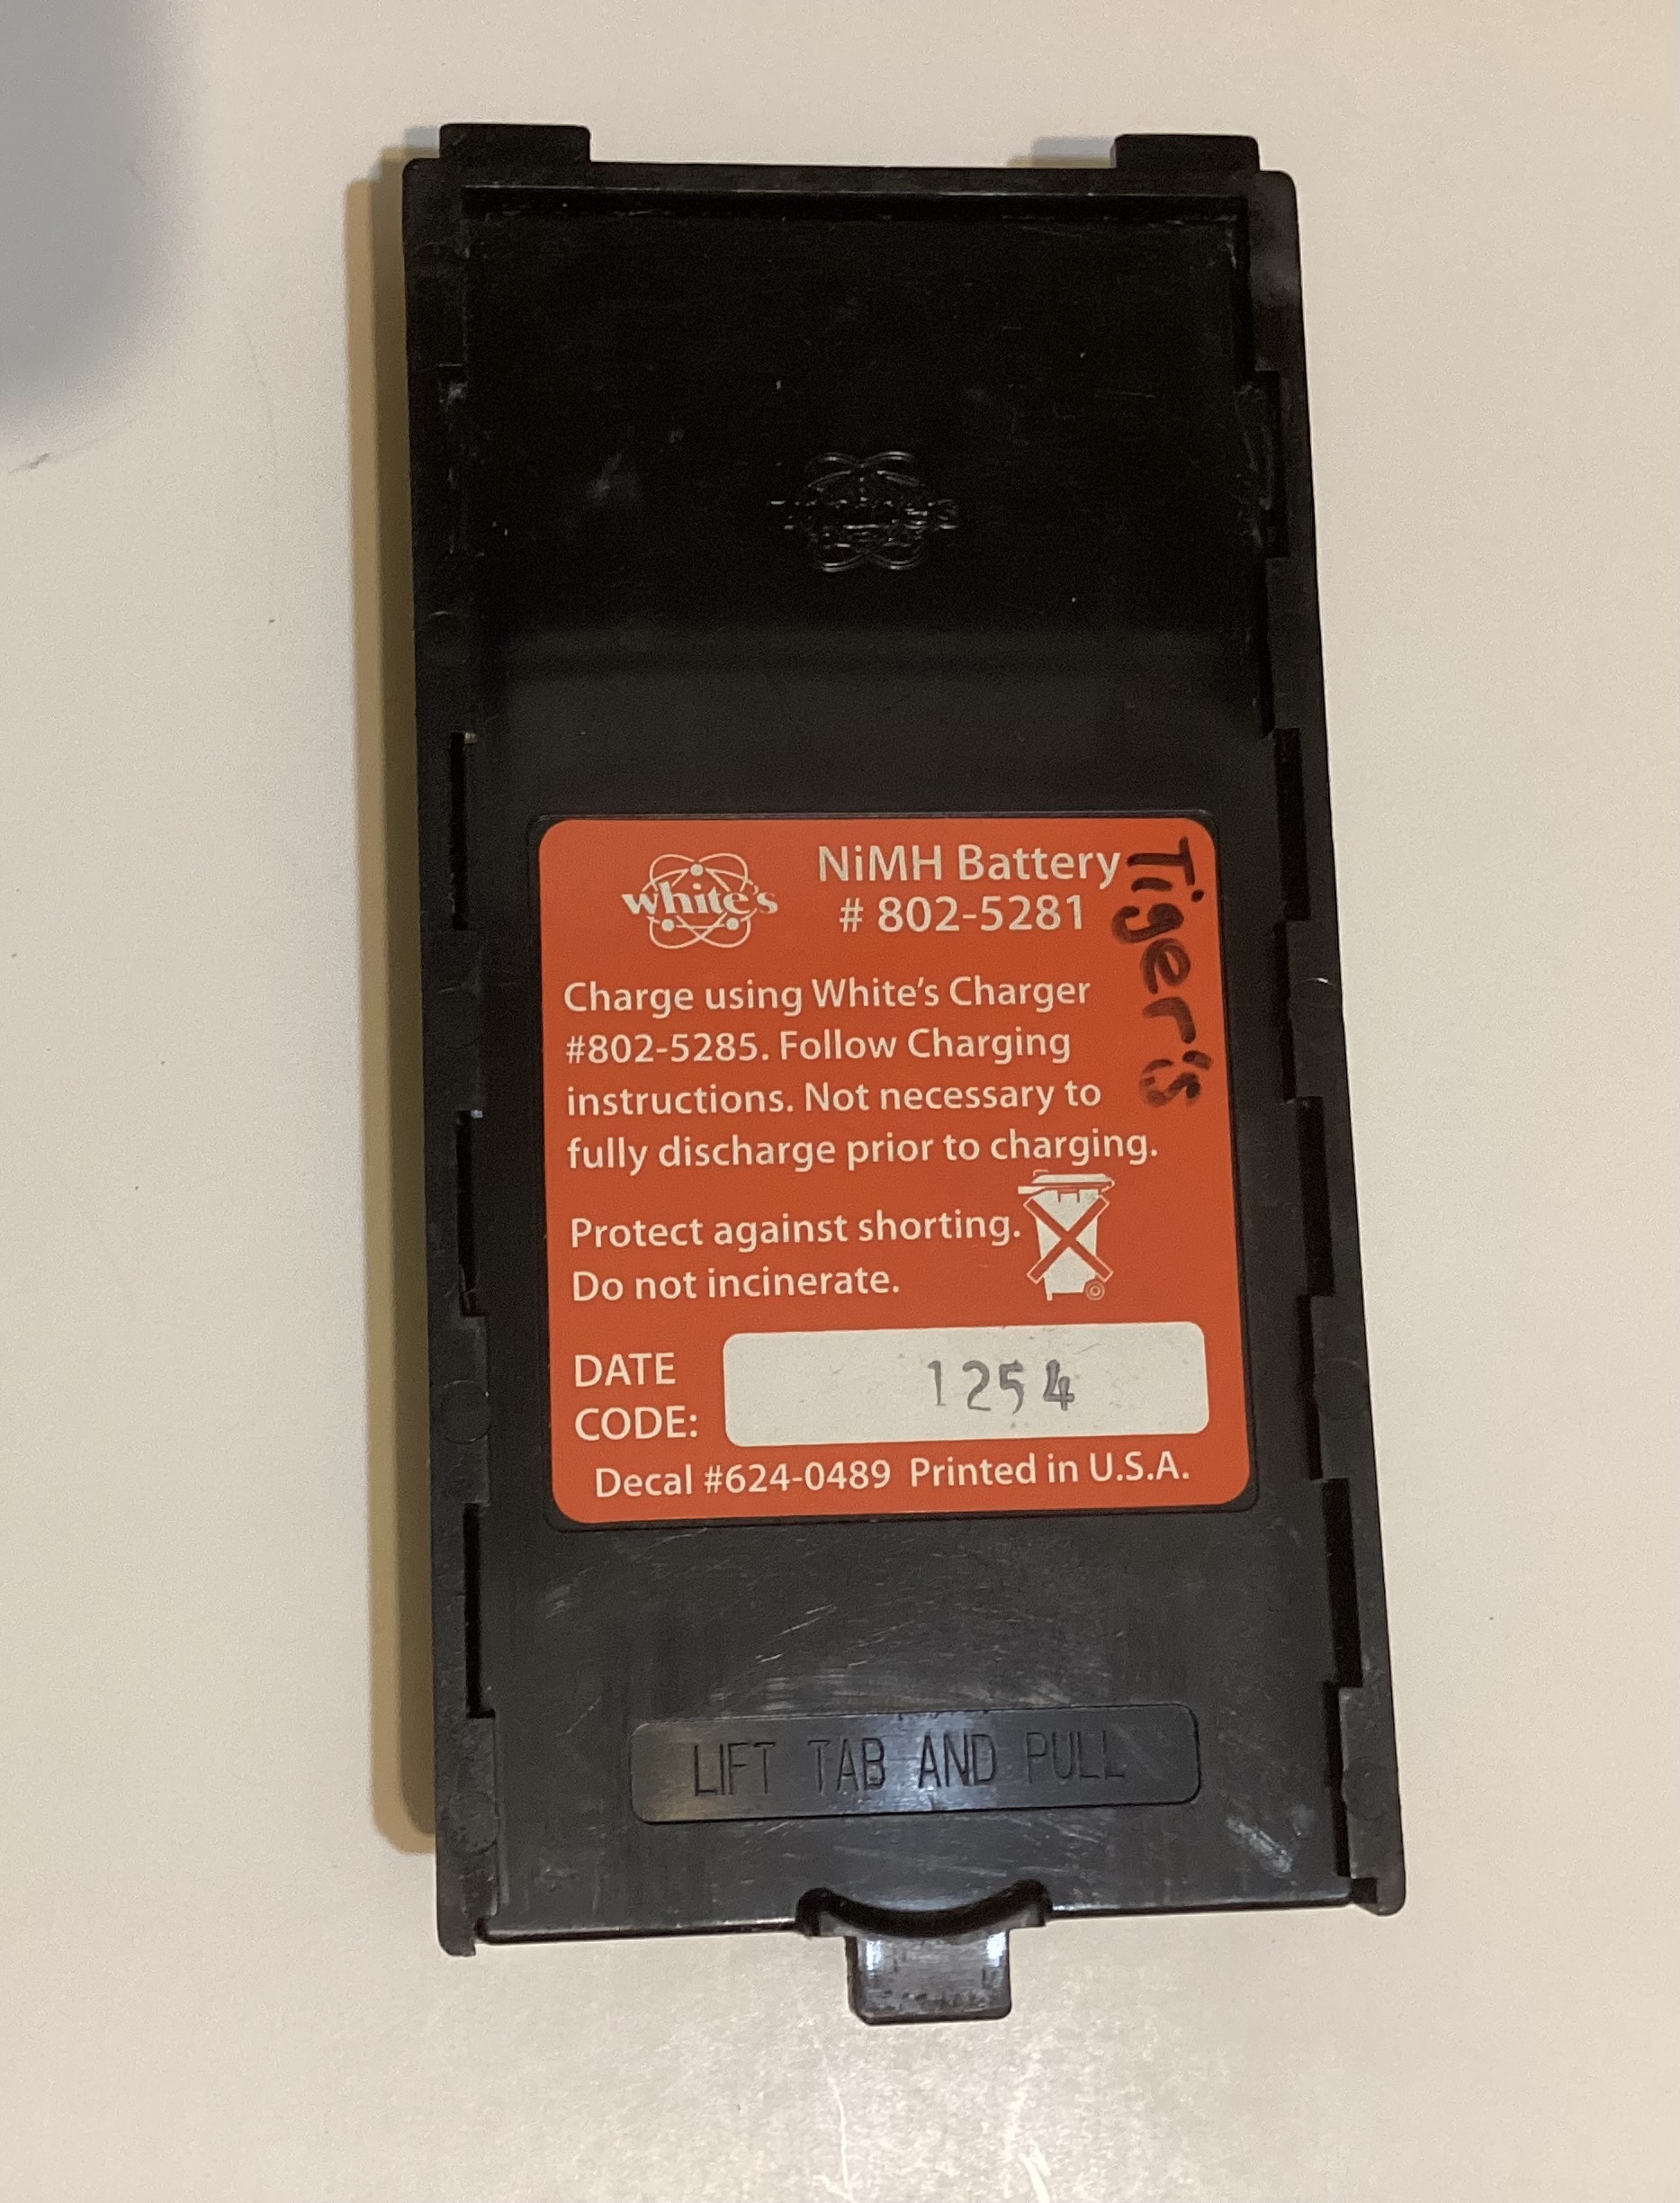 white's
NiMH Battery
# 802-5281
Tiger's
Charge using White's Charger
#802-5285. Follow Charging
instructions. Not necessary to
fully discharge prior to charging.
Protect against shorting.
Do not incinerate.
DATE
CODE:
1254
Decal #624-0489 Printed in U.S.A.
LIFT TAB AND PULL